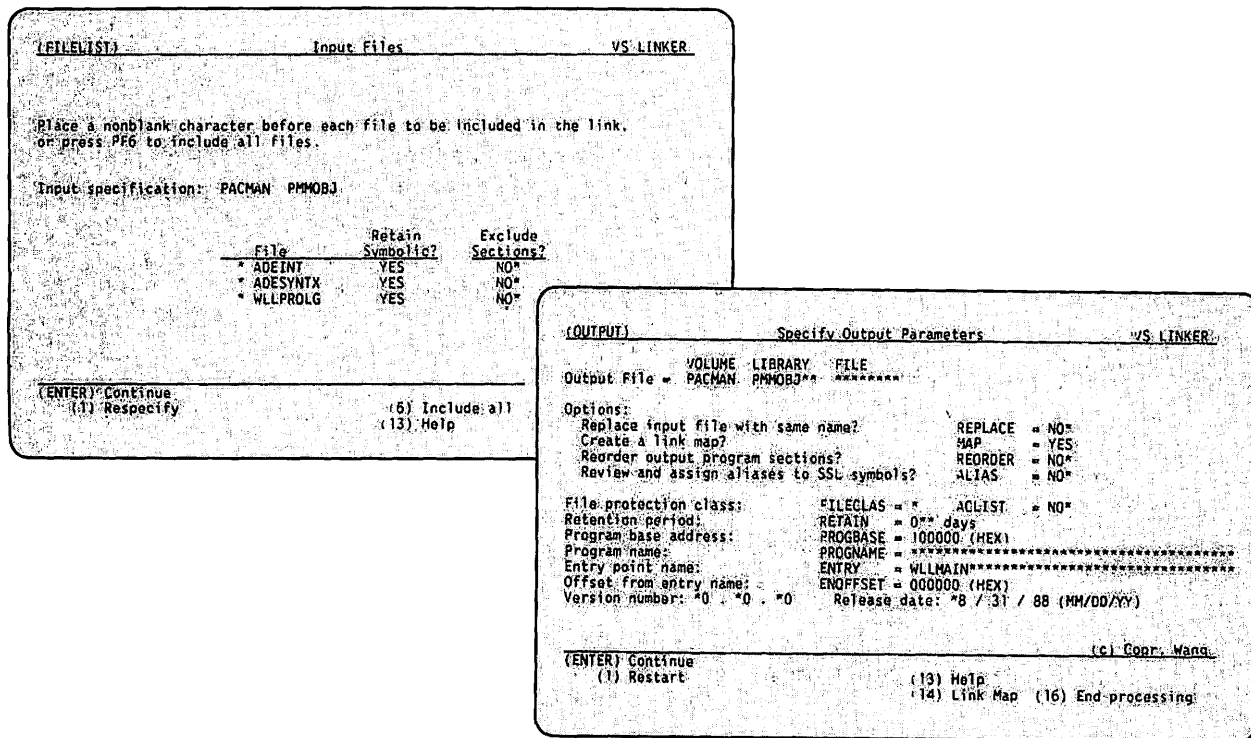 (FILELIST) Input Files VS LINKER
Place a nonblank character before each file to be included in the link,
or press PF6 to include all files.
Input specification: PACMAN PMMOBJ
Retain Exclude
File Symbolic? Sections?
* ADEINT YES NO*
* ADESYNTX YES NO*
* WLLPROLG YES NO*
(ENTER) Continue
(1) Respecify (6) Include all
(13) Help
(OUTPUT) Specify Output Parameters VS LINKER
VOLUME LIBRARY FILE
Output File = PACMAN PMMOBJ** ********
Options:
Replace input file with same name? REPLACE = NO*
Create a link map? MAP = YES
Reorder output program sections? REORDER = NO*
Review and assign aliases to SSL symbols? ALIAS = NO*
File protection class: FILECLAS = * ACLIST = NO*
Retention period: RETAIN = 0** days
Program base address: PROGBASE = 100000 (HEX)
Program name: PROGNAME = ****************************************
Entry point name: ENTRY = WLLMAIN*********************************
Offset from entry name: ENOFFSET = 000000 (HEX)
Version number: *0 . *0 . *0 Release date: *8 / 31 / 88 (MM/DD/YY)
(c) Copr. Wang
(ENTER) Continue
(1) Restart (13) Help
(14) Link Map (16) End processing